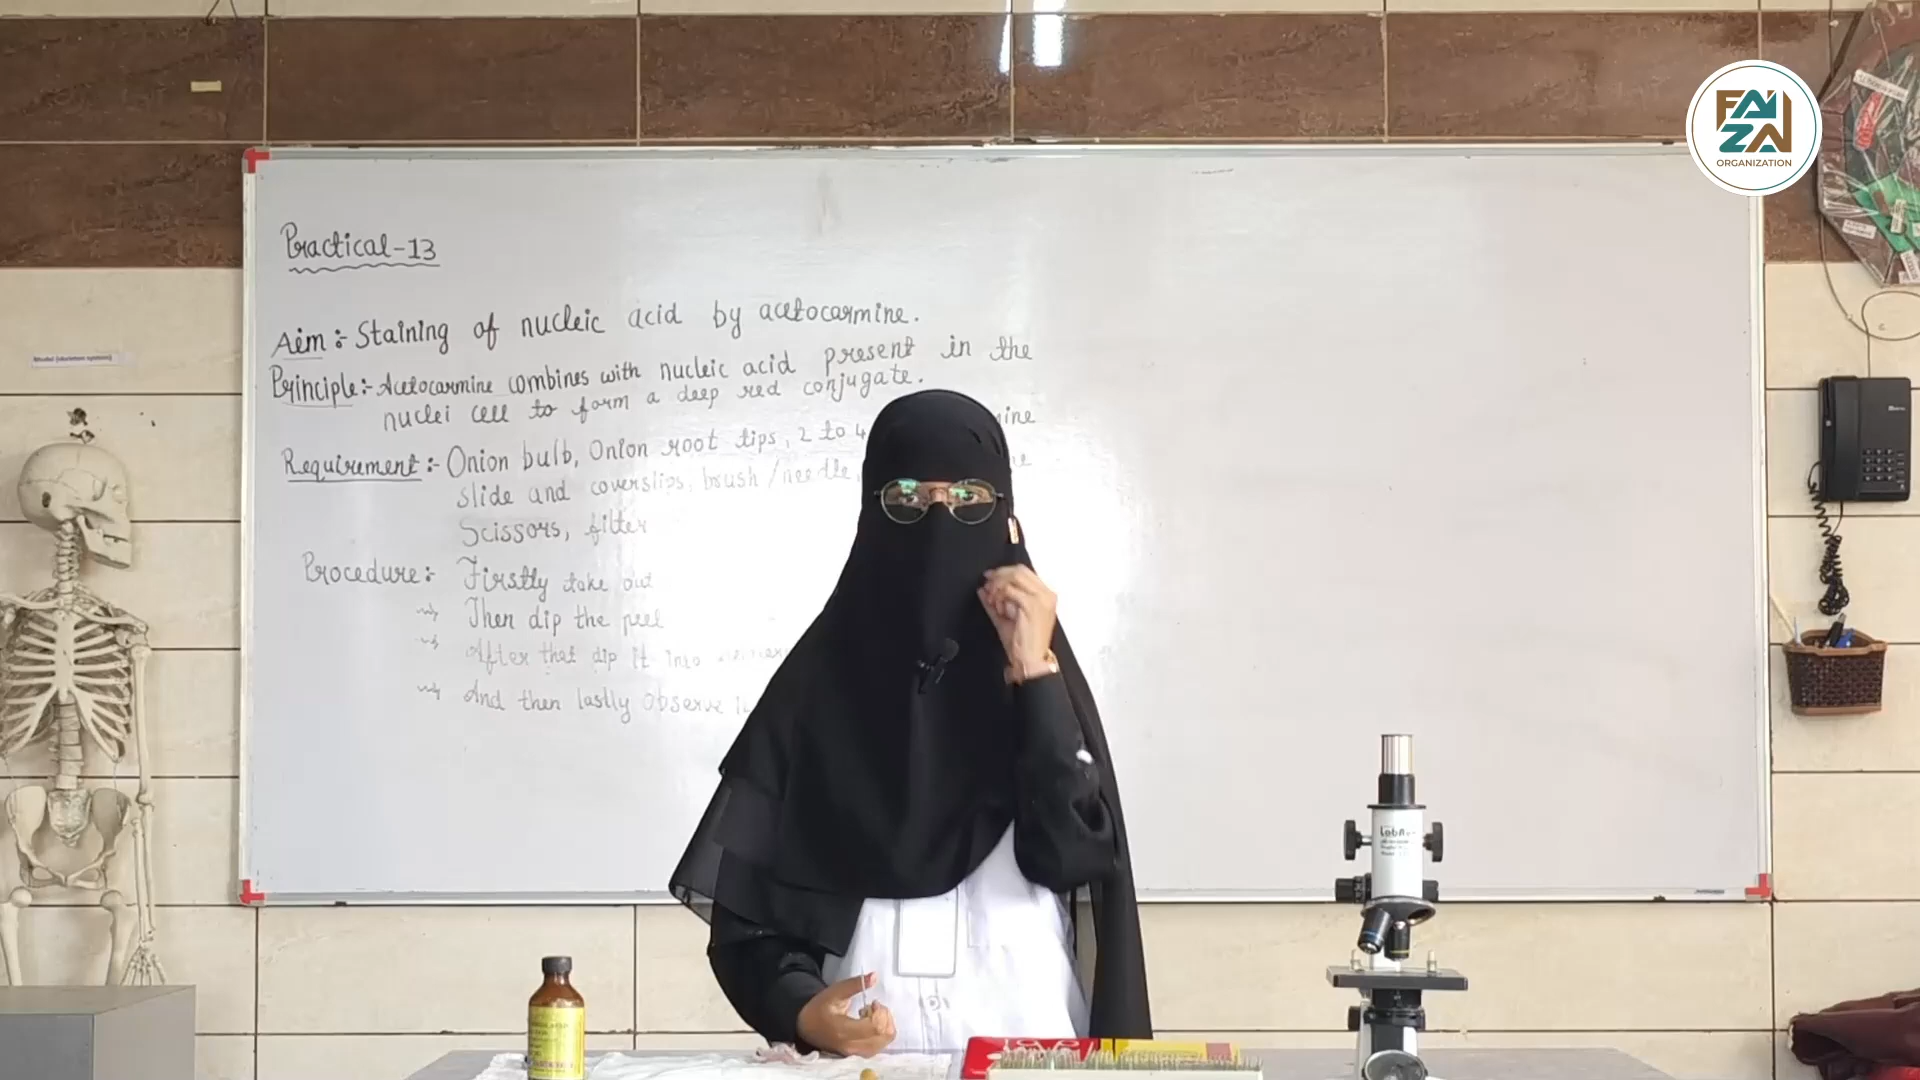 Practical-13
Aim :- Staining of nucleic acid by acetocarmine.
Principle:- Acetocarmine combines with nucleic acid present in the
nuclei cell to form a deep red conjugate.
Requirement :- Onion bulb, Onion root tips, 2 to 4 mine
slide and coverslips, brush / needle,
Scissors, filter
Procedure:- Firstly take out
Then dip the peel
After that dip it into
And then lastly observe it
FAIZAN
ORGANIZATION